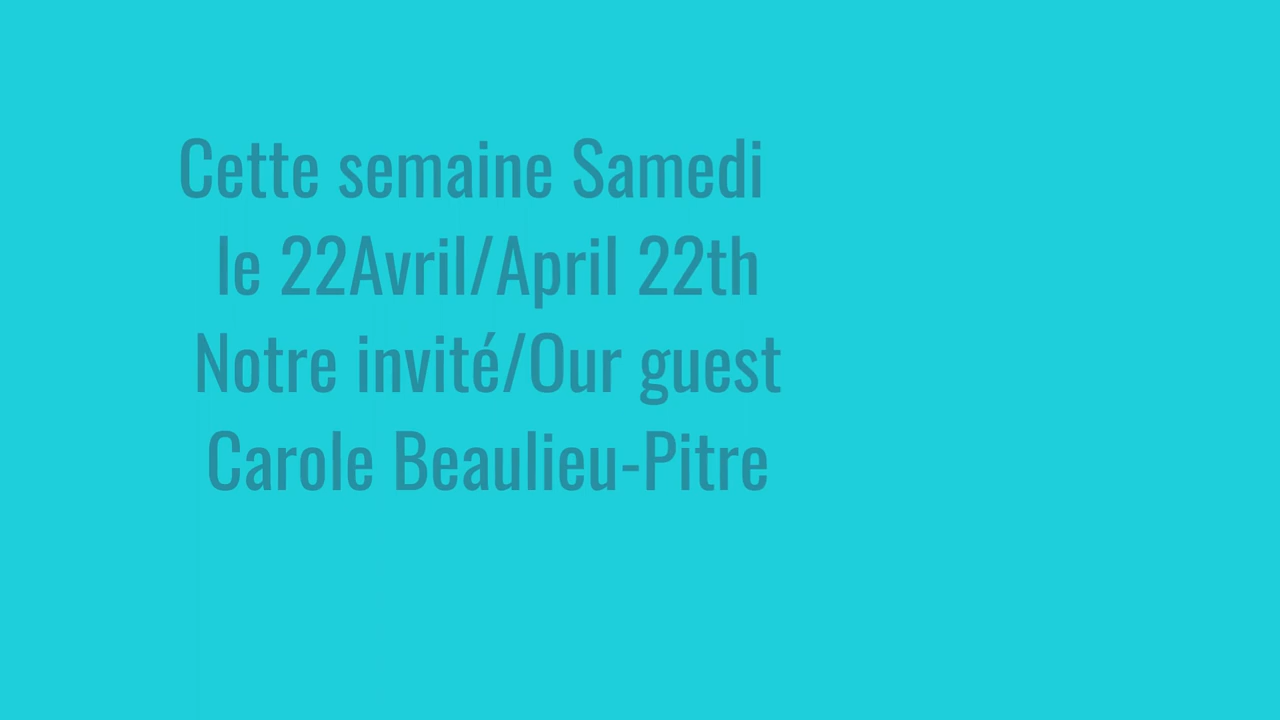 Cette semaine Samedi
le 22Avril/April 22th
Notre invité/Our guest
Carole Beaulieu-Pitre